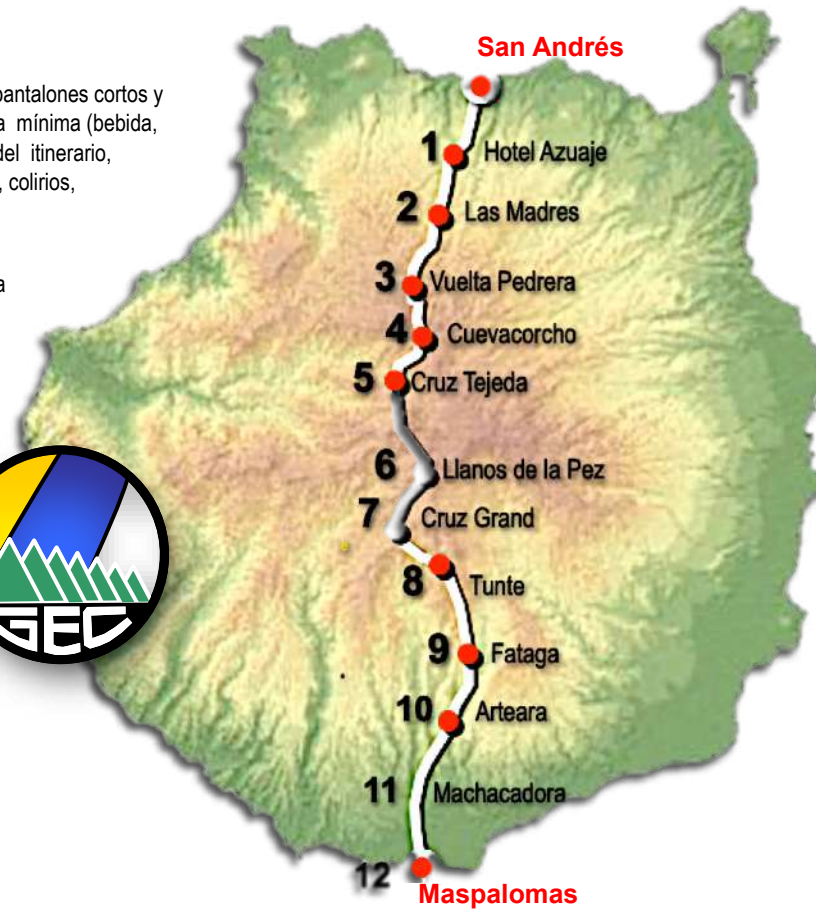 San Andrés
pantalones cortos y
a mínima (bebida,
del itinerario,
, colirios,
a
1 Hotel Azuaje
2 Las Madres
3 Vuelta Pedrera
4 Cuevacorcho
5 Cruz Tejeda
6 Llanos de la Pez
7 Cruz Grand
8 Tunte
9 Fataga
10 Arteara
11 Machacadora
12 Maspalomas
GEC